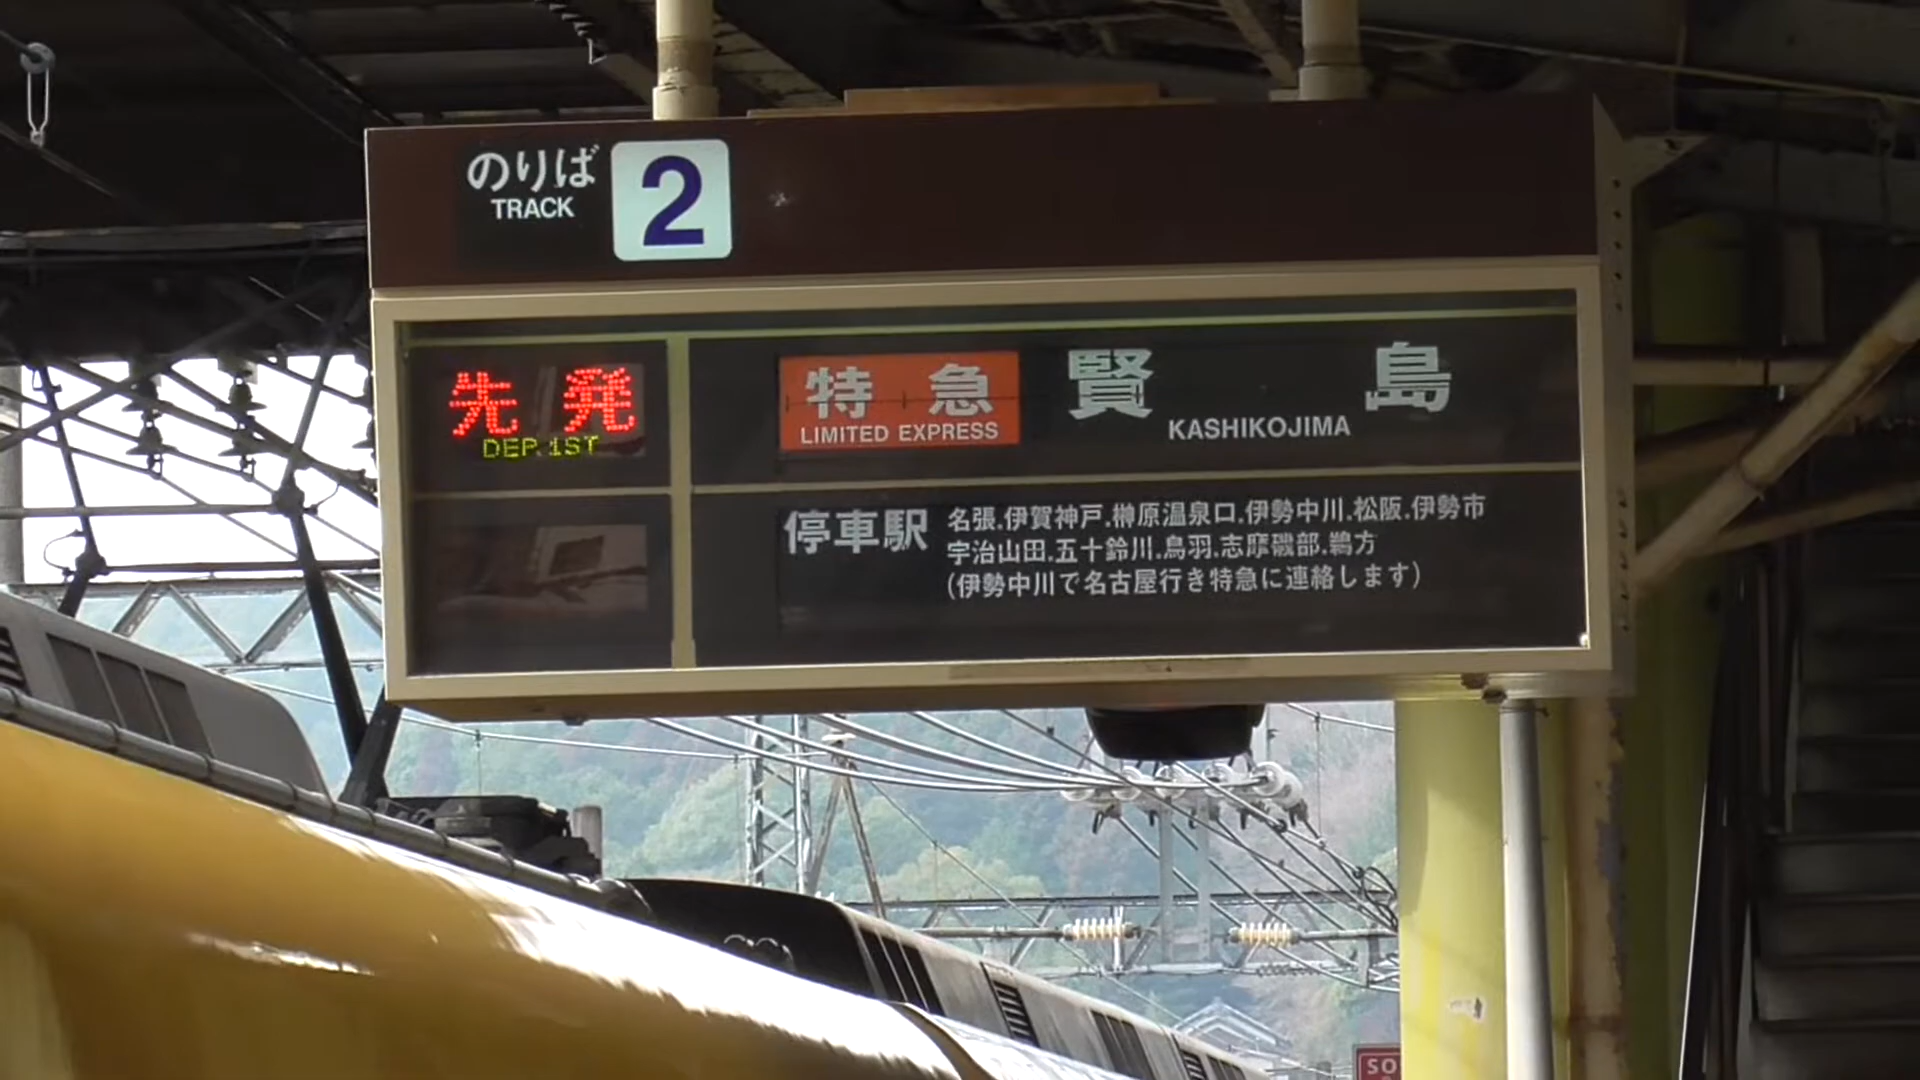 のりば
TRACK
2
先発
DEP. 1ST
特急
LIMITED EXPRESS
賢島
KASHIKOJIMA
停車駅
名張.伊賀神戸.榊原温泉口.伊勢中川.松阪.伊勢市
宇治山田.五十鈴川.鳥羽.志摩磯部.鵜方
(伊勢中川で名古屋行き特急に連絡します)
SO